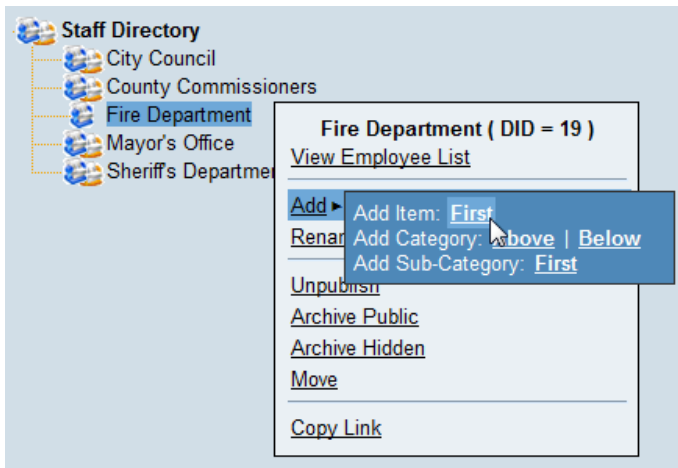 Staff Directory
City Council
County Commissioners
Fire Department
Mayor's Office
Sheriff's Departme
Fire Department ( DID = 19 )
View Employee List
Add ►
Add Item: First
Add Category: Above | Below
Add Sub-Category: First
Renam
Unpublish
Archive Public
Archive Hidden
Move
Copy Link